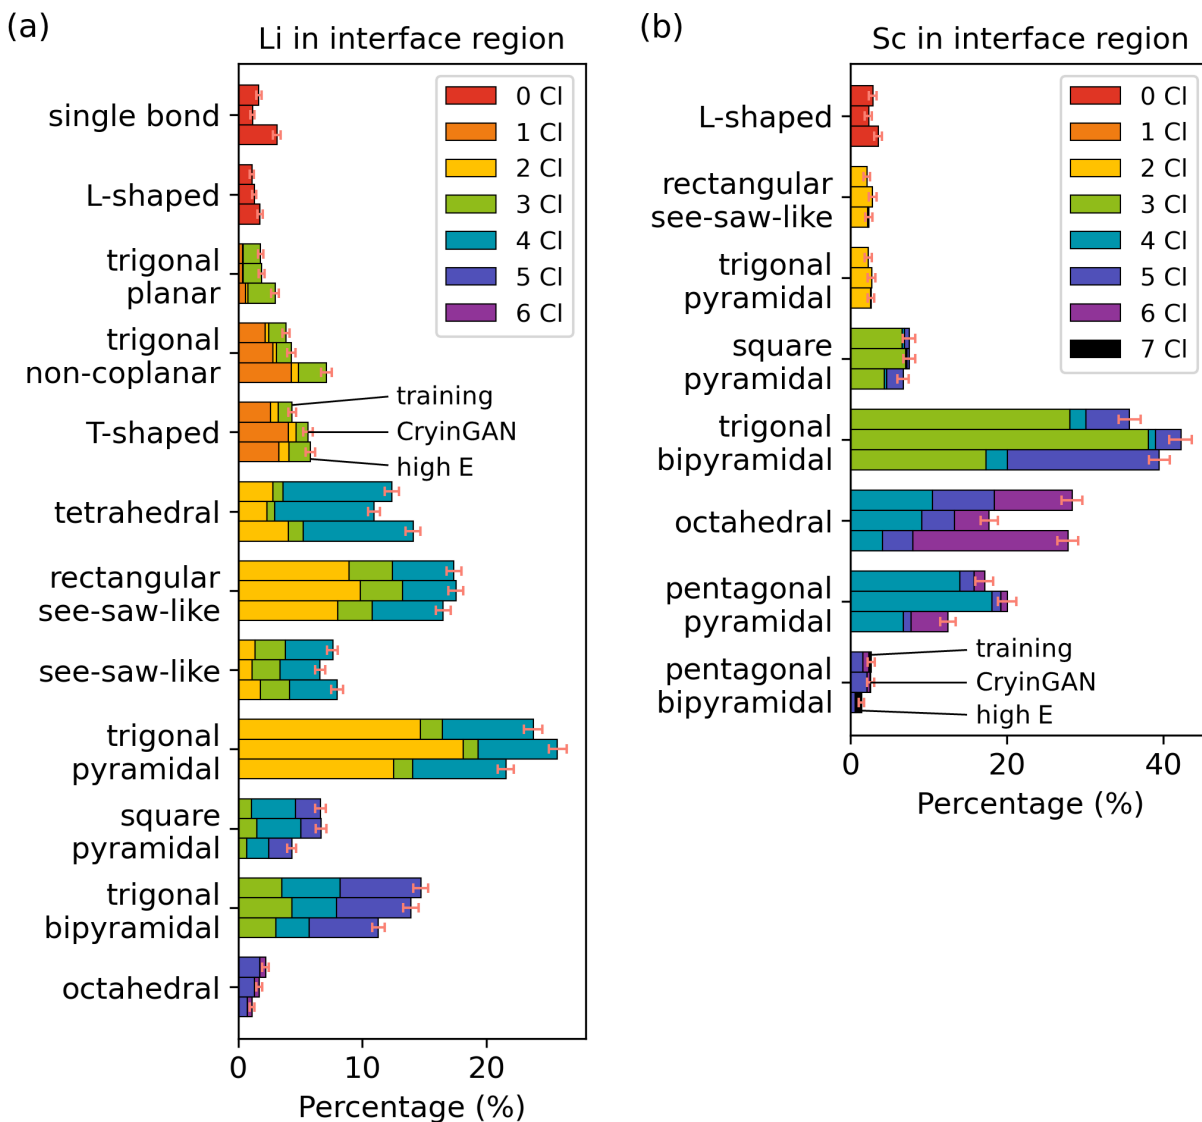 (a)
Li in interface region
single bond
L-shaped
trigonal
planar
trigonal
non-coplanar
T-shaped
tetrahedral
rectangular
see-saw-like
see-saw-like
trigonal
pyramidal
square
pyramidal
trigonal
bipyramidal
octahedral
0 Cl
1 Cl
2 Cl
3 Cl
4 Cl
5 Cl
6 Cl
training
CryinGAN
high E
0
10
20
Percentage (%)
(b)
Sc in interface region
L-shaped
rectangular
see-saw-like
trigonal
pyramidal
square
pyramidal
trigonal
bipyramidal
octahedral
pentagonal
pyramidal
pentagonal
bipyramidal
0 Cl
1 Cl
2 Cl
3 Cl
4 Cl
5 Cl
6 Cl
7 Cl
training
CryinGAN
high E
0
20
40
Percentage (%)